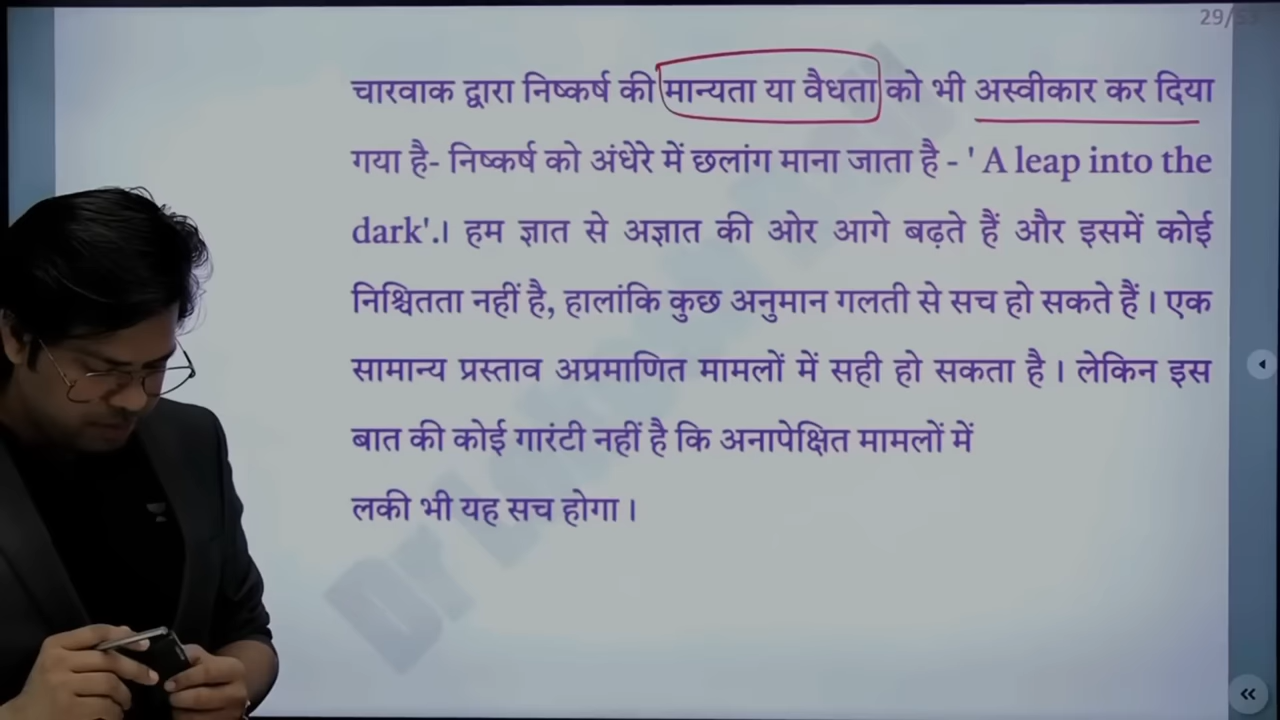 29/53
चारवाक द्वारा निष्कर्ष की मान्यता या वैधता को भी अस्वीकार कर दिया
गया है- निष्कर्ष को अंधेरे में छलांग माना जाता है - ' A leap into the
dark'.। हम ज्ञात से अज्ञात की ओर आगे बढ़ते हैं और इसमें कोई
निश्चितता नहीं है, हालांकि कुछ अनुमान गलती से सच हो सकते हैं। एक
सामान्य प्रस्ताव अप्रमाणित मामलों में सही हो सकता है। लेकिन इस
बात की कोई गारंटी नहीं है कि अनापेक्षित मामलों में
लकी भी यह सच होगा।